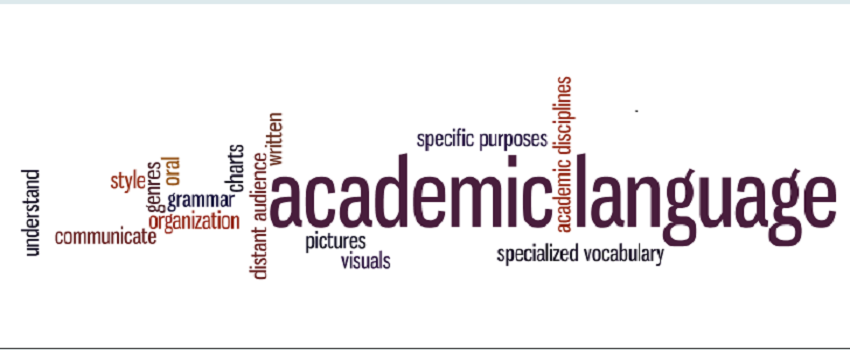 understand
communicate
style
genres
oral
grammar
organization
charts
distant audience
written
academic language
pictures
visuals
specific purposes
academic disciplines
specialized vocabulary